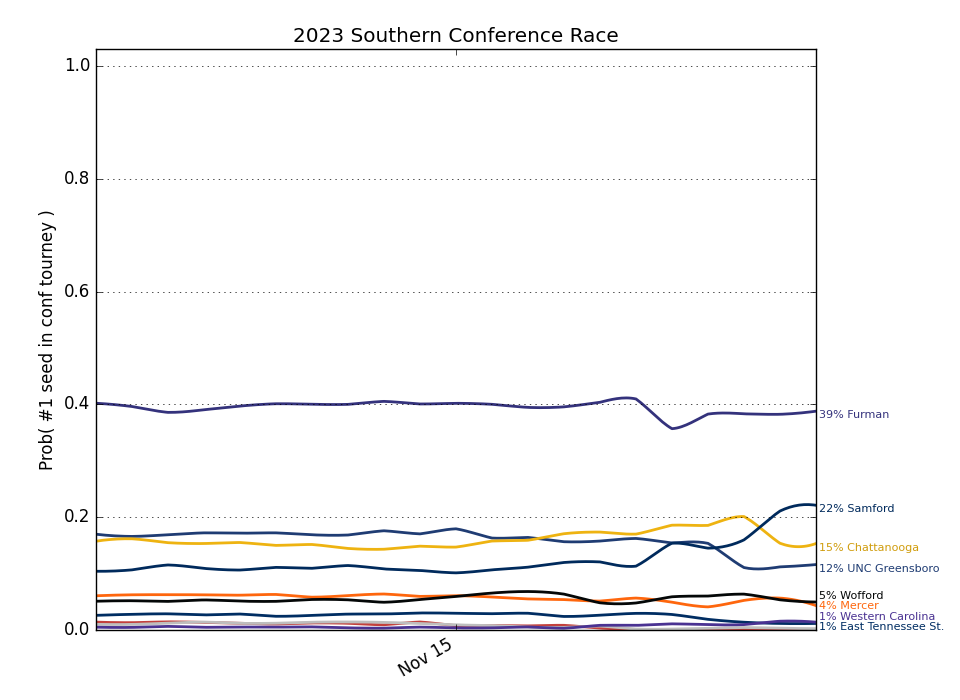 2023 Southern Conference Race
Prob( #1 seed in conf tourney )
1.0
0.8
0.6
0.4
0.2
0.0
Nov 15
39% Furman
22% Samford
15% Chattanooga
12% UNC Greensboro
5% Wofford
4% Mercer
1% Western Carolina
1% East Tennessee St.